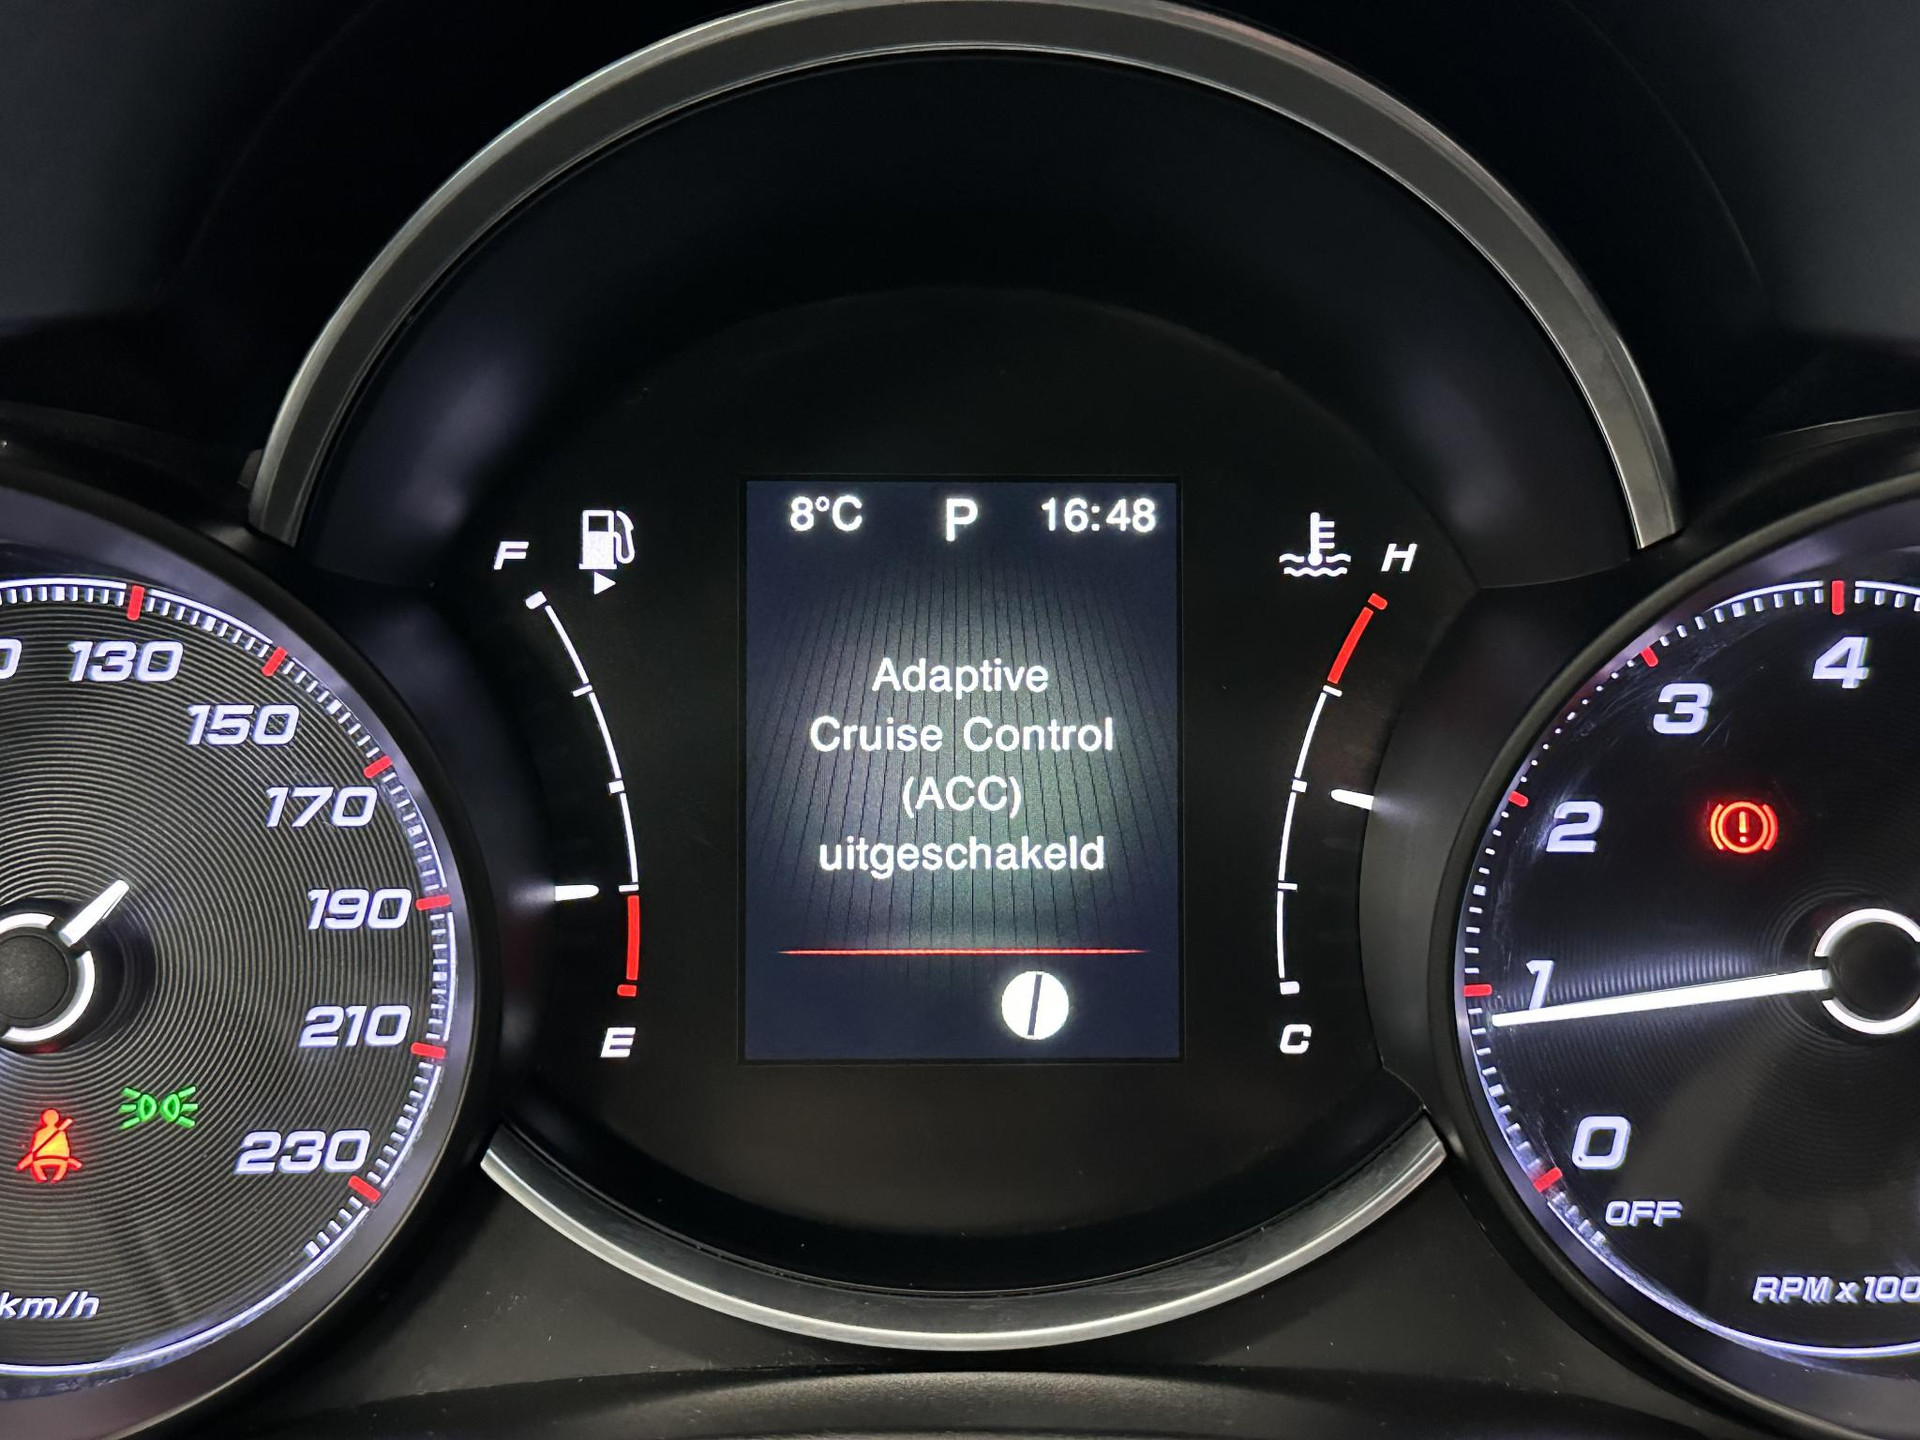 8°C P 16:48
F
H
Adaptive
Cruise Control
(ACC)
uitgeschakeld
E
C
130
150
170
190
210
230
km/h
4
3
2
1
0
OFF
RPM x 100